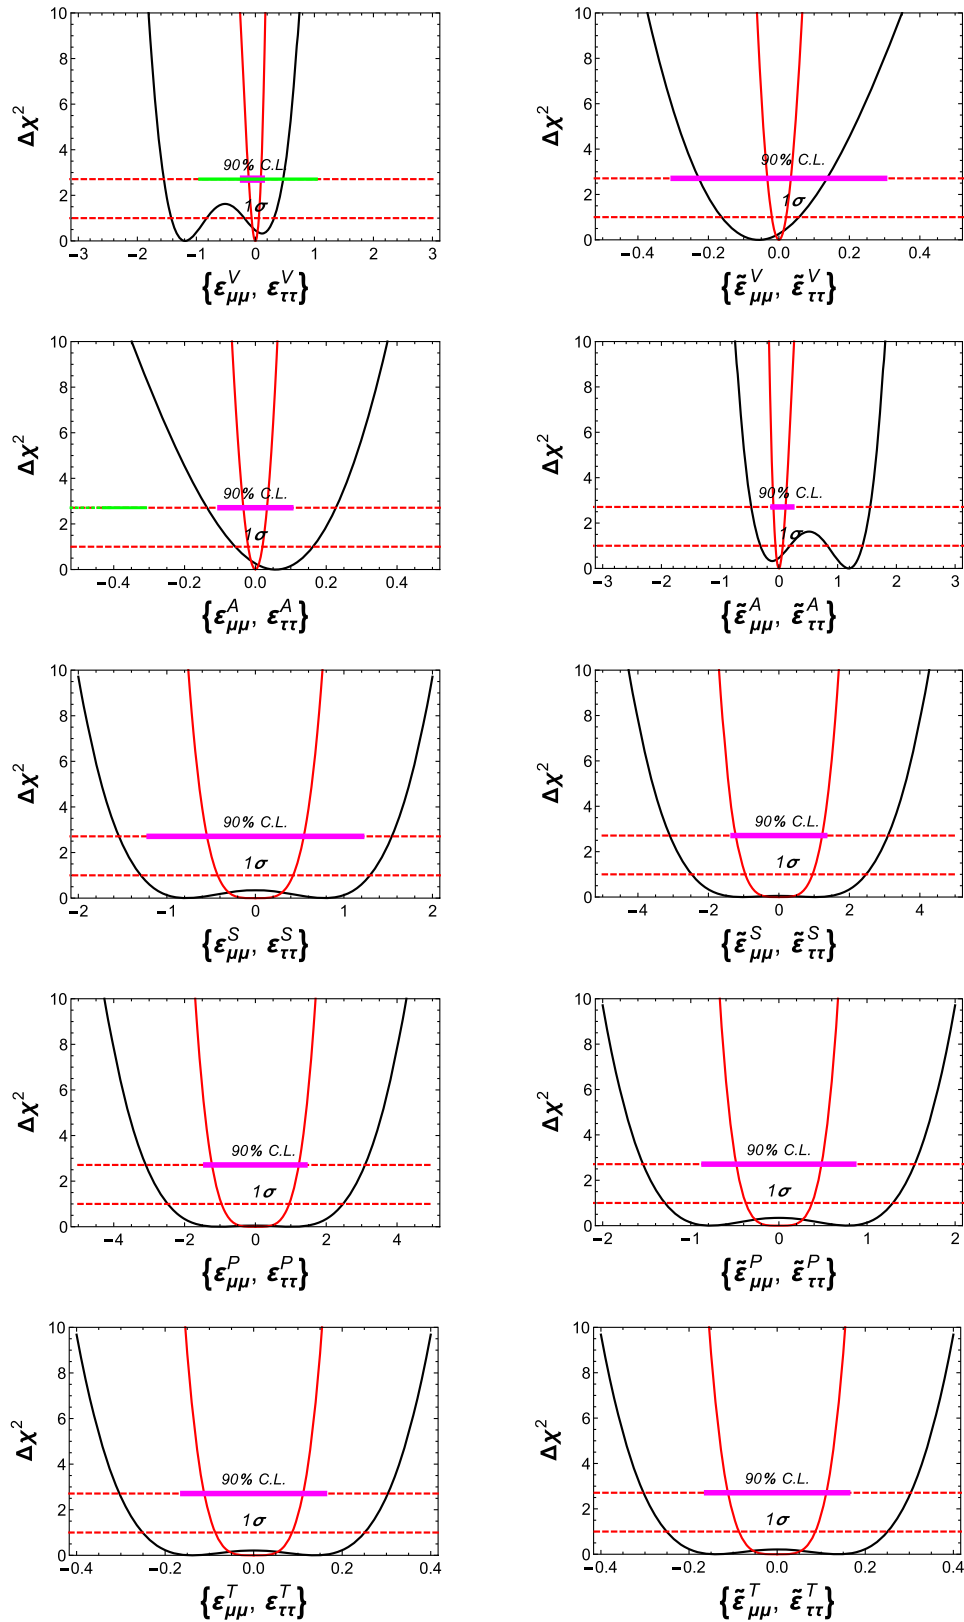 10
8
6
4
2
0
Δχ²
90% C.L.
1σ
−3 −2 −1 0 1 2 3
{ε^V_μμ, ε^V_ττ}
10
8
6
4
2
0
Δχ²
90% C.L.
1σ
−0.4 −0.2 0.0 0.2 0.4
{ε̃^V_μμ, ε̃^V_ττ}
10
8
6
4
2
0
Δχ²
90% C.L.
1σ
−0.4 −0.2 0.0 0.2 0.4
{ε^A_μμ, ε^A_ττ}
10
8
6
4
2
0
Δχ²
90% C.L.
1σ
−3 −2 −1 0 1 2 3
{ε̃^A_μμ, ε̃^A_ττ}
10
8
6
4
2
0
Δχ²
90% C.L.
1σ
−2 −1 0 1 2
{ε^S_μμ, ε^S_ττ}
10
8
6
4
2
0
Δχ²
90% C.L.
1σ
−4 −2 0 2 4
{ε̃^S_μμ, ε̃^S_ττ}
10
8
6
4
2
0
Δχ²
90% C.L.
1σ
−4 −2 0 2 4
{ε^P_μμ, ε^P_ττ}
10
8
6
4
2
0
Δχ²
90% C.L.
1σ
−2 −1 0 1 2
{ε̃^P_μμ, ε̃^P_ττ}
10
8
6
4
2
0
Δχ²
90% C.L.
1σ
−0.4 −0.2 0.0 0.2 0.4
{ε^T_μμ, ε^T_ττ}
10
8
6
4
2
0
Δχ²
90% C.L.
1σ
−0.4 −0.2 0.0 0.2 0.4
{ε̃^T_μμ, ε̃^T_ττ}